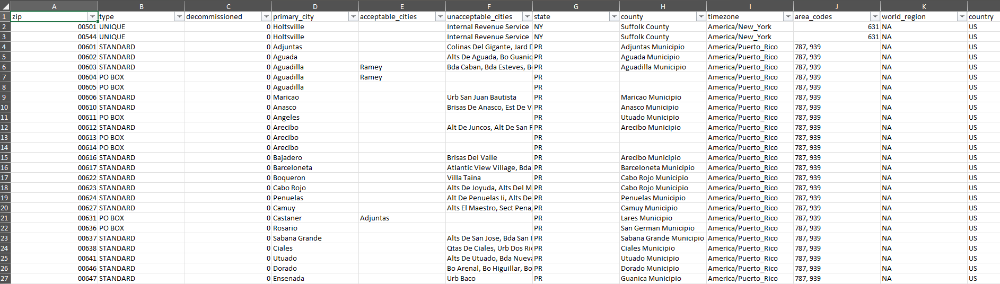 A B C D E F G H I J K
1 zip type decommissioned primary_city acceptable_cities unacceptable_cities state county timezone area_codes world_region country
2 00501 UNIQUE 0 Holtsville Internal Revenue Service NY Suffolk County America/New_York 631 NA US
3 00544 UNIQUE 0 Holtsville Internal Revenue Service NY Suffolk County America/New_York 631 NA US
4 00601 STANDARD 0 Adjuntas Colinas Del Gigante, Jard D PR Adjuntas Municipio America/Puerto_Rico 787, 939 NA US
5 00602 STANDARD 0 Aguada Alts De Aguada, Bo Guanic PR Aguada Municipio America/Puerto_Rico 787, 939 NA US
6 00603 STANDARD 0 Aguadilla Ramey Bda Caban, Bda Esteves, Bo PR Aguadilla Municipio America/Puerto_Rico 787, 939 NA US
7 00604 PO BOX 0 Aguadilla Ramey PR America/Puerto_Rico 787, 939 NA US
8 00605 PO BOX 0 Aguadilla PR America/Puerto_Rico 787, 939 NA US
9 00606 STANDARD 0 Maricao Urb San Juan Bautista PR Maricao Municipio America/Puerto_Rico 787, 939 NA US
10 00610 STANDARD 0 Anasco Brisas De Anasco, Est De V PR Anasco Municipio America/Puerto_Rico 787, 939 NA US
11 00611 PO BOX 0 Angeles PR Utuado Municipio America/Puerto_Rico 787, 939 NA US
12 00612 STANDARD 0 Arecibo Alt De Juncos, Alt De San F PR Arecibo Municipio America/Puerto_Rico 787, 939 NA US
13 00613 PO BOX 0 Arecibo PR America/Puerto_Rico 787, 939 NA US
14 00614 PO BOX 0 Arecibo PR America/Puerto_Rico 787, 939 NA US
15 00616 STANDARD 0 Bajadero Brisas Del Valle PR Arecibo Municipio America/Puerto_Rico 787, 939 NA US
16 00617 STANDARD 0 Barceloneta Atlantic View Village, Bda PR Barceloneta Municipio America/Puerto_Rico 787, 939 NA US
17 00622 STANDARD 0 Boqueron Villa Taina PR Cabo Rojo Municipio America/Puerto_Rico 787, 939 NA US
18 00623 STANDARD 0 Cabo Rojo Alts De Joyuda, Alts Del M PR Cabo Rojo Municipio America/Puerto_Rico 787, 939 NA US
19 00624 STANDARD 0 Penuelas Alt De Penuelas Ii, Alts De PR Penuelas Municipio America/Puerto_Rico 787, 939 NA US
20 00627 STANDARD 0 Camuy Alts El Maestro, Sect Pena, PR Camuy Municipio America/Puerto_Rico 787, 939 NA US
21 00631 PO BOX 0 Castaner Adjuntas PR Lares Municipio America/Puerto_Rico 787, 939 NA US
22 00636 PO BOX 0 Rosario PR San German Municipio America/Puerto_Rico 787, 939 NA US
23 00637 STANDARD 0 Sabana Grande Alts De San Jose, Bda San I PR Sabana Grande Municipio America/Puerto_Rico 787, 939 NA US
24 00638 STANDARD 0 Ciales Qtas De Ciales, Urb Dos Rio PR Ciales Municipio America/Puerto_Rico 787, 939 NA US
25 00641 STANDARD 0 Utuado Alts De Utuado, Bda Nueva PR Utuado Municipio America/Puerto_Rico 787, 939 NA US
26 00646 STANDARD 0 Dorado Bo Arenal, Bo Higuillar, Bo PR Dorado Municipio America/Puerto_Rico 787, 939 NA US
27 00647 STANDARD 0 Ensenada Urb Baco PR Guanica Municipio America/Puerto_Rico 787, 939 NA US